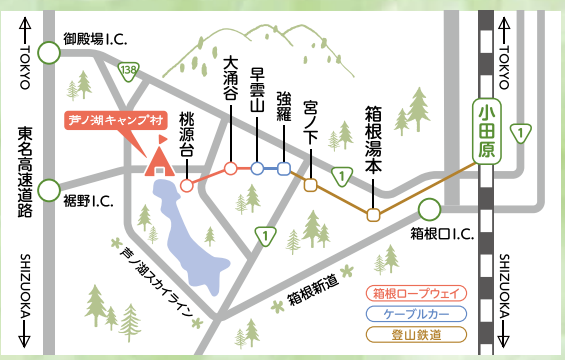 御殿場 I.C.
TOKYO
TOKYO
138
大涌谷
早雲山
強羅
宮ノ下
箱根湯本
小田原
芦ノ湖キャンプ村
桃源台
1
1
東名高速道路
裾野 I.C.
箱根口 I.C.
1
芦ノ湖スカイライン
箱根新道
SHIZUOKA
SHIZUOKA
箱根ロープウェイ
ケーブルカー
登山鉄道